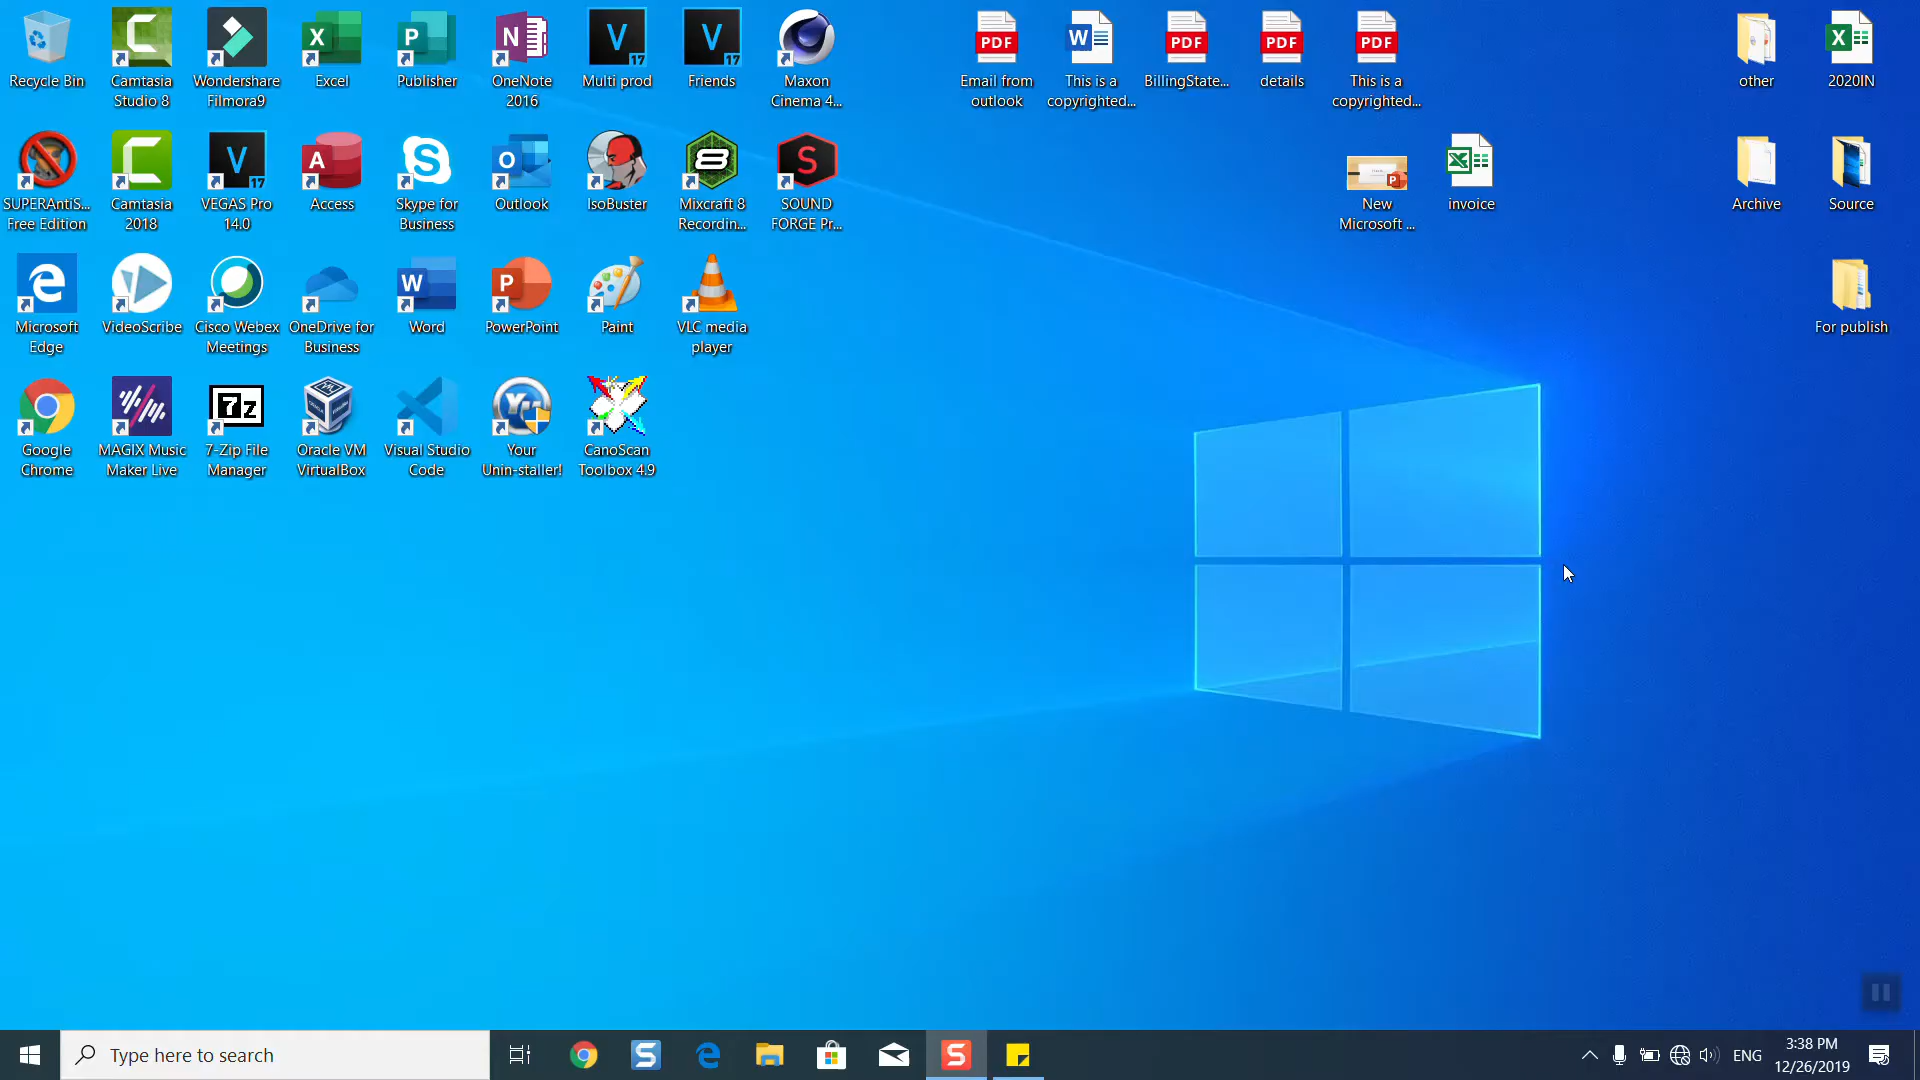 Recycle Bin
Camtasia
Studio 8
Wondershare
Filmora9
Excel
Publisher
OneNote
2016
Multi prod
Friends
Maxon
Cinema 4...
Email from
outlook
This is a
copyrighted...
BillingState...
details
This is a
copyrighted...
other
2020IN
SUPERAntiS...
Free Edition
Camtasia
2018
VEGAS Pro
14.0
Access
Skype for
Business
Outlook
IsoBuster
Mixcraft 8
Recordin...
SOUND
FORGE Pr...
New
Microsoft ...
invoice
Archive
Source
Microsoft
Edge
VideoScribe
Cisco Webex
Meetings
OneDrive for
Business
Word
PowerPoint
Paint
VLC media
player
For publish
Google
Chrome
MAGIX Music
Maker Live
7-Zip File
Manager
Oracle VM
VirtualBox
Visual Studio
Code
Your
Unin-staller!
CanoScan
Toolbox 4.9
Type here to search
ENG
3:38 PM
12/26/2019